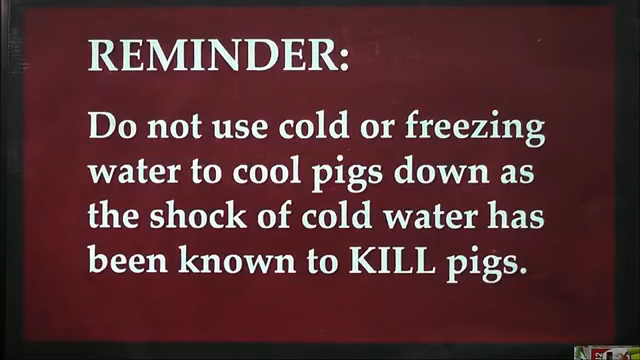 REMINDER:
Do not use cold or freezing
water to cool pigs down as
the shock of cold water has
been known to KILL pigs.